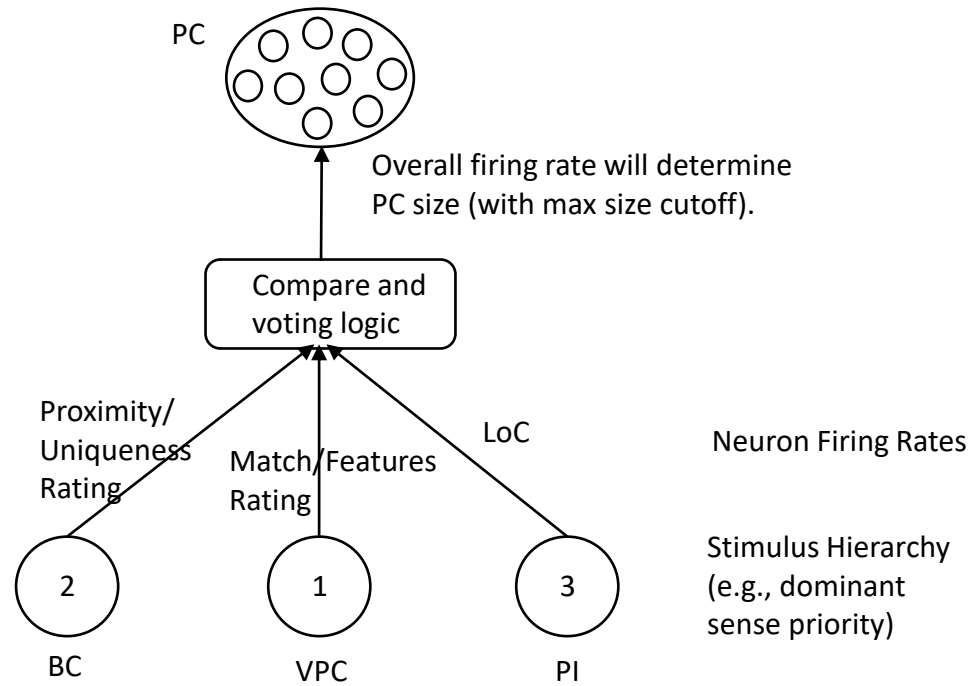 PC
Overall firing rate will determine
PC size (with max size cutoff).
Compare and
voting logic
Proximity/
Uniqueness
Rating
Match/Features
Rating
LoC
Neuron Firing Rates
2
1
3
Stimulus Hierarchy
(e.g., dominant
sense priority)
BC
VPC
PI